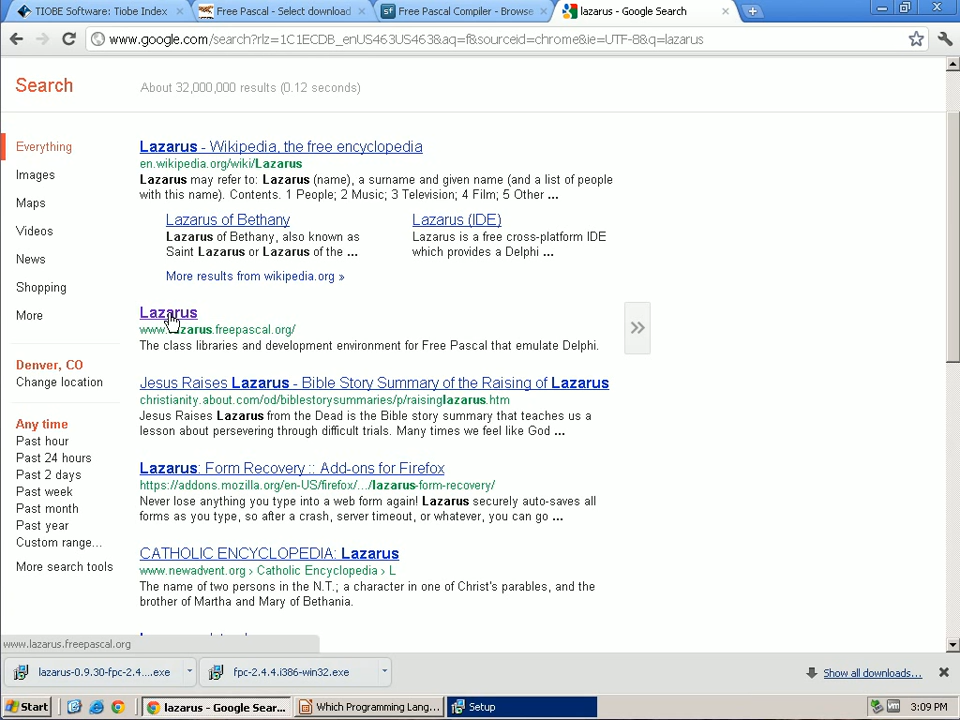 TIOBE Software: Tiobe Index
Free Pascal - Select download
Free Pascal Compiler - Browse
lazarus - Google Search
www.google.com/search?rlz=1C1ECDB_enUS463US463&aq=f&sourceid=chrome&ie=UTF-8&q=lazarus
Search
About 32,000,000 results (0.12 seconds)
Everything
Images
Maps
Videos
News
Shopping
More
Denver, CO
Change location
Any time
Past hour
Past 24 hours
Past 2 days
Past week
Past month
Past year
Custom range...
More search tools
Lazarus - Wikipedia, the free encyclopedia
en.wikipedia.org/wiki/Lazarus
Lazarus may refer to: Lazarus (name), a surname and given name (and a list of people
with this name). Contents. 1 People; 2 Music; 3 Television; 4 Film; 5 Other ...
Lazarus of Bethany
Lazarus of Bethany, also known as
Saint Lazarus or Lazarus of the ...
Lazarus (IDE)
Lazarus is a free cross-platform IDE
which provides a Delphi ...
More results from wikipedia.org »
Lazarus
www.lazarus.freepascal.org/
The class libraries and development environment for Free Pascal that emulate Delphi.
Jesus Raises Lazarus - Bible Story Summary of the Raising of Lazarus
christianity.about.com/od/biblestorysummaries/p/raisinglazarus.htm
Jesus Raises Lazarus from the Dead is the Bible story summary that teaches us a
lesson about persevering through difficult trials. Many times we feel like God ...
Lazarus: Form Recovery :: Add-ons for Firefox
https://addons.mozilla.org/en-US/firefox/.../lazarus-form-recovery/
Never lose anything you type into a web form again! Lazarus securely auto-saves all
forms as you type, so after a crash, server timeout, or whatever, you can go ...
CATHOLIC ENCYCLOPEDIA: Lazarus
www.newadvent.org › Catholic Encyclopedia › L
The name of two persons in the N.T.; a character in one of Christ's parables, and the
brother of Martha and Mary of Bethania.
www.lazarus.freepascal.org
lazarus-0.9.30-fpc-2.4....exe
fpc-2.4.4.i386-win32.exe
Show all downloads...
Start
lazarus - Google Sear...
Which Programming Lang...
Setup
3:09 PM